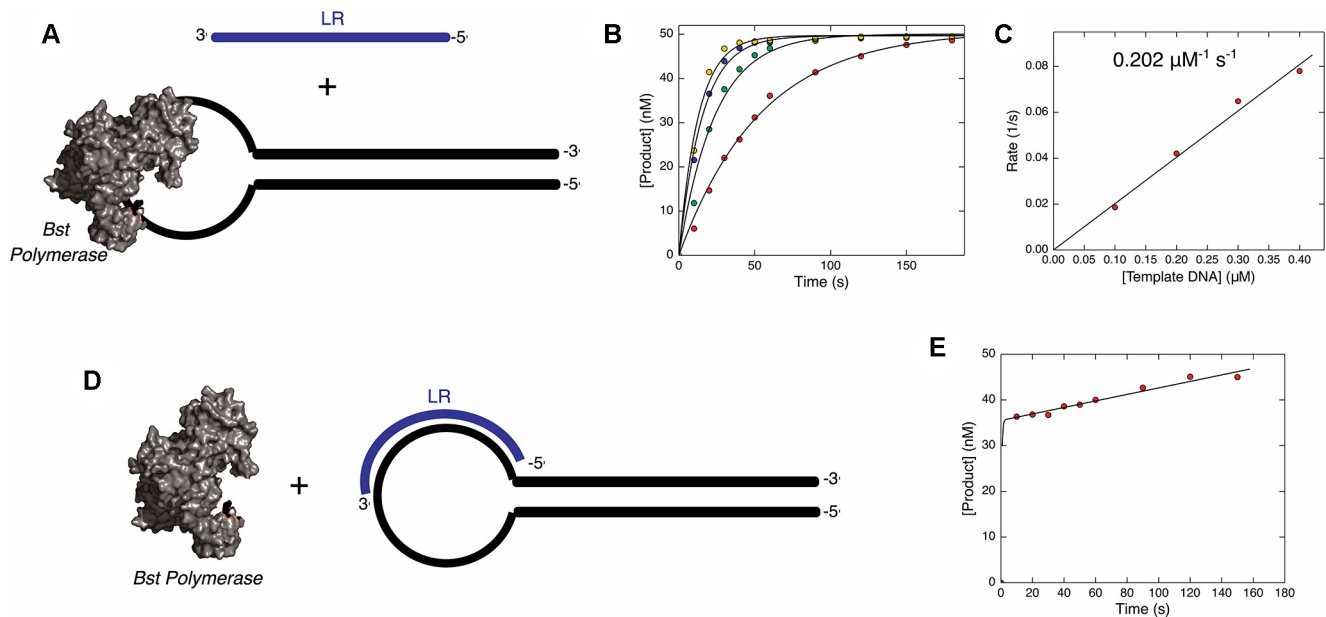 A
LR
3'
-5'
+
-3'
-5'
Bst
Polymerase
B
[Product] (nM)
50
40
30
20
10
0
0
50
100
150
Time (s)
C
0.202 µM-1 s-1
Rate (1/s)
0.08
0.06
0.04
0.02
0.00
0.00 0.05 0.10 0.15 0.20 0.25 0.30 0.35 0.40
[Template DNA] (µM)
D
LR
-5'
3'
+
-3'
-5'
Bst Polymerase
E
[Product] (nM)
50
40
30
20
10
0
0 20 40 60 80 100 120 140 160 180
Time (s)